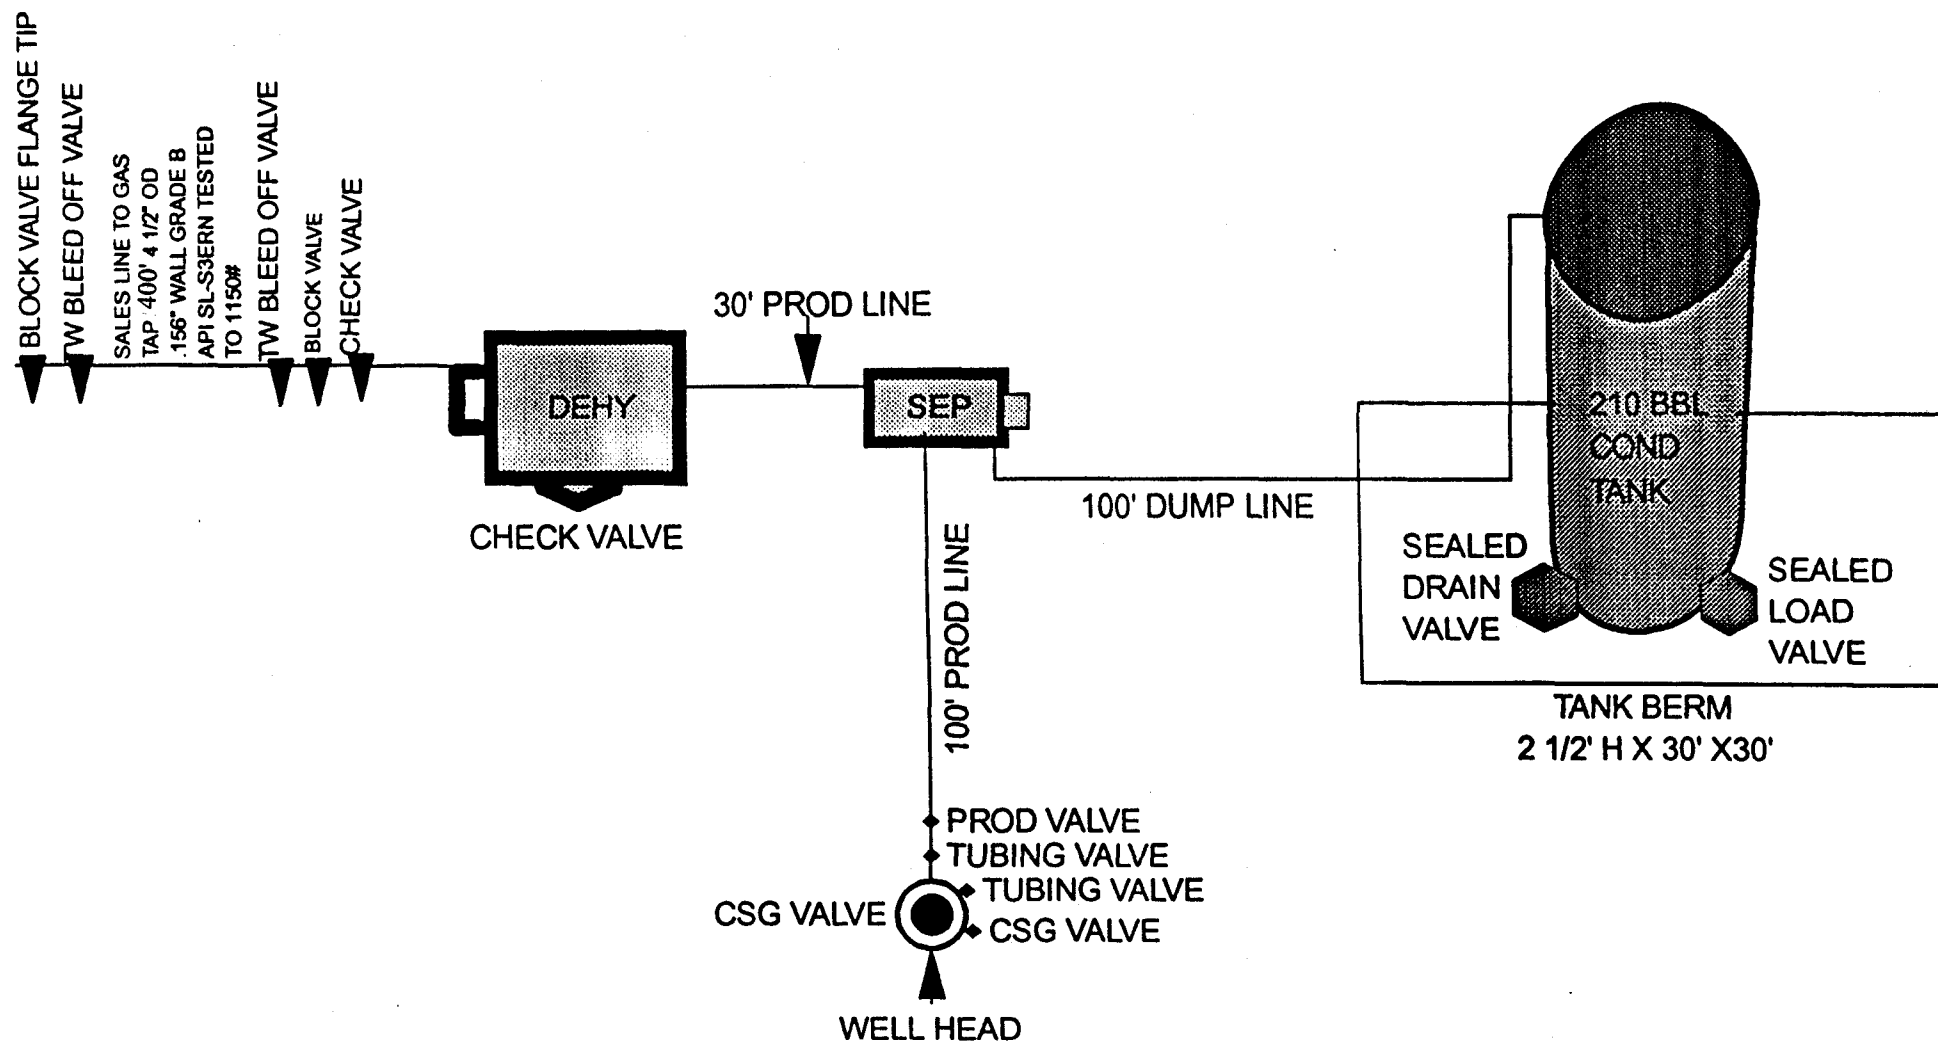 BLOCK VALVE FLANGE TIP
TW BLEED OFF VALVE
SALES LINE TO GAS
TAP 400' 4 1/2" OD
.156" WALL GRADE B
API SL-S3ERN TESTED
TO 1150#
TW BLEED OFF VALVE
BLOCK VALVE
CHECK VALVE
DEHY
CHECK VALVE
30' PROD LINE
SEP
100' PROD LINE
100' DUMP LINE
210 BBL
COND
TANK
SEALED
DRAIN
VALVE
SEALED
LOAD
VALVE
TANK BERM
2 1/2' H X 30' X30'
PROD VALVE
TUBING VALVE
TUBING VALVE
CSG VALVE
CSG VALVE
WELL HEAD